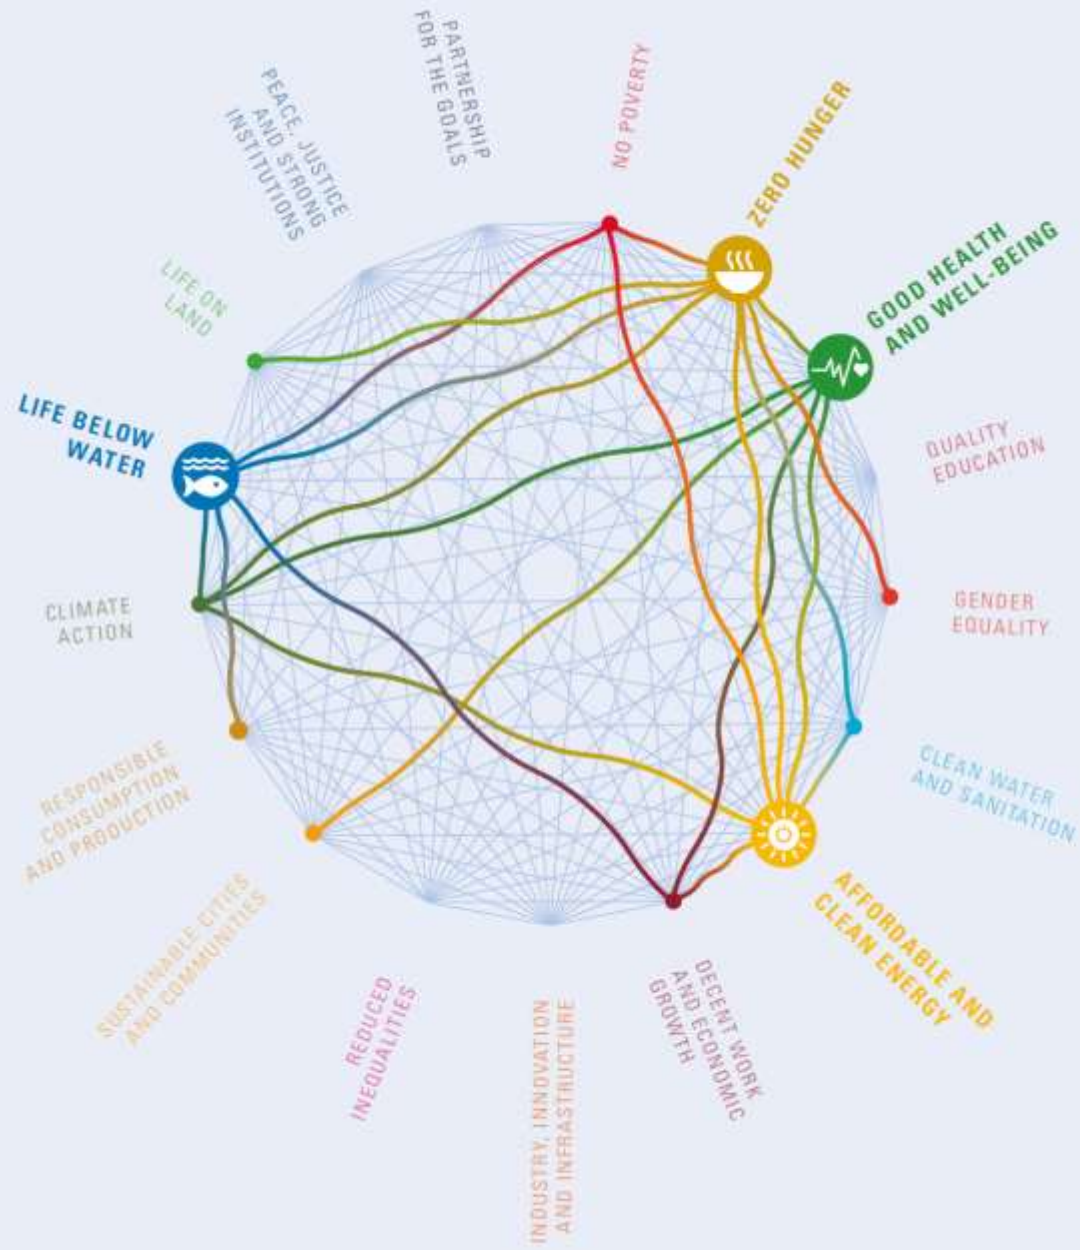 NO POVERTY
ZERO HUNGER
GOOD HEALTH
AND WELL-BEING
QUALITY
EDUCATION
GENDER
EQUALITY
CLEAN WATER
AND SANITATION
AFFORDABLE AND
CLEAN ENERGY
DECENT WORK
AND ECONOMIC
GROWTH
INDUSTRY, INNOVATION
AND INFRASTRUCTURE
REDUCED
INEQUALITIES
SUSTAINABLE CITIES
AND COMMUNITIES
RESPONSIBLE
CONSUMPTION
AND PRODUCTION
CLIMATE
ACTION
LIFE BELOW
WATER
LIFE ON
LAND
PEACE, JUSTICE
AND STRONG
INSTITUTIONS
PARTNERSHIP
FOR THE GOALS